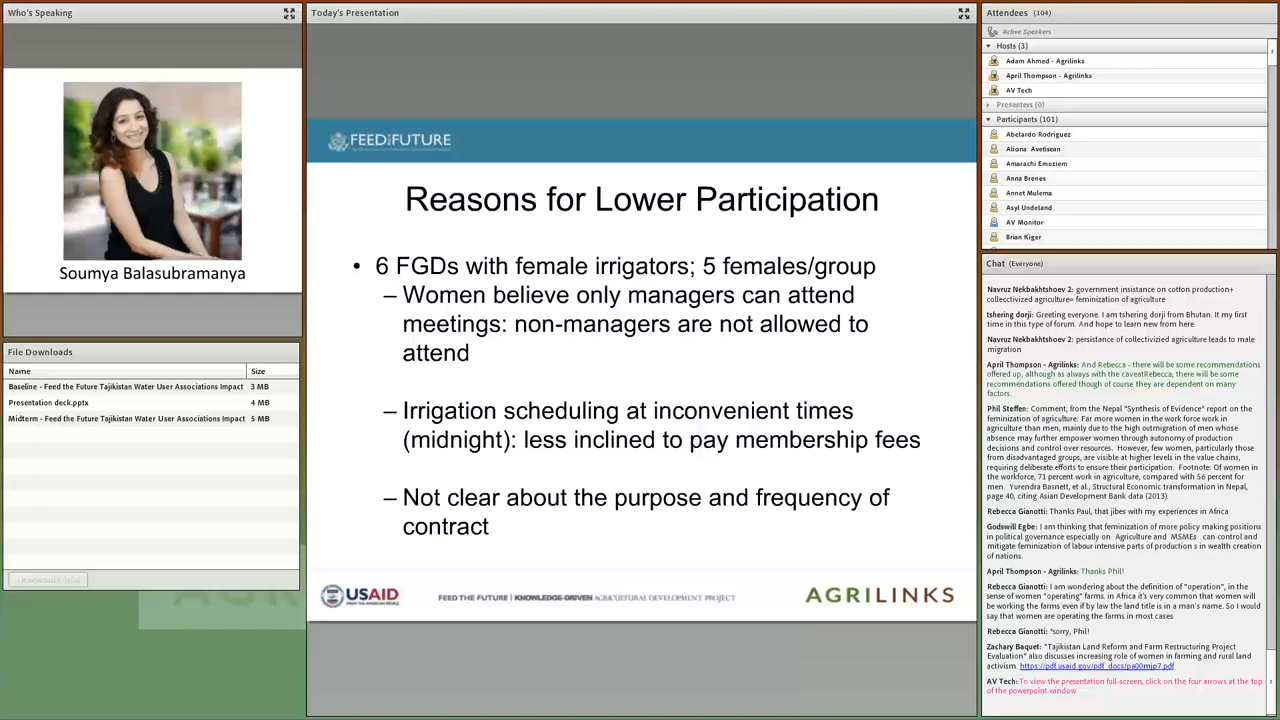 Who's Speaking
Soumya Balasubramanya
File Downloads
Name Size
Baseline - Feed the Future Tajikistan Water User Associations Impact 3 MB
Presentation deck.pptx 4 MB
Midterm - Feed the Future Tajikistan Water User Associations Impact 5 MB
Today's Presentation
FEED THE FUTURE
Reasons for Lower Participation
• 6 FGDs with female irrigators; 5 females/group
– Women believe only managers can attend
meetings: non-managers are not allowed to
attend
– Irrigation scheduling at inconvenient times
(midnight): less inclined to pay membership fees
– Not clear about the purpose and frequency of
contract
USAID
FROM THE AMERICAN PEOPLE
FEED THE FUTURE | KNOWLEDGE-DRIVEN AGRICULTURAL DEVELOPMENT PROJECT
AGRILINKS
Attendees (104)
Active Speakers
Hosts (3)
Adam Ahmed - Agrilinks
April Thompson - Agrilinks
AV Tech
Presenters (0)
Participants (101)
Abelardo Rodriguez
Aliona Avetisean
Amarachi Emeziem
Anna Brenes
Annet Mulema
Asyl Undeland
AV Monitor
Brian Kiger
Chat (Everyone)
Navruz Nekbakhtshoev 2: government insistance on cotton production+
collecctivized agriculture= feminization of agriculture
tshering dorji: Greeting everyone. I am tshering dorji from Bhutan. It my first
time in this type of forum. And hope to learn new from here.
Navruz Nekbakhtshoev 2: persistance of collectivized agriculture leads to male
migration
April Thompson - Agrilinks: And Rebecca - there will be some recommendations
offered up, although as always with the caveatRebecca, there will be some
recommendations offered though of course they are dependent on many
factors.
Phil Steffen: Comment, from the Nepal "Synthesis of Evidence" report on the
feminization of agriculture: Far more women in the work force work in
agriculture than men, mainly due to the high outmigration of men whose
absence may further empower women through autonomy of production
decisions and control over resources. However, few women, particularly those
from disadvantaged groups, are visible at higher levels in the value chains,
requiring deliberate efforts to ensure their participation. Footnote: Of women in
the workforce, 71 percent work in agriculture, compared with 56 percent for
men. Yurendra Basnett, et al., Structural Economic transformation in Nepal,
page 40, citing Asian Development Bank data (2013).
Rebecca Gianotti: Thanks Paul, that jibes with my experiences in Africa
Godswill Egbe: I am thinking that feminization of more policy making positions
in political governance especially on Agriculture and MSMEs can control and
mitigate feminization of labour intensive parts of production s in wealth creation
of nations.
April Thompson - Agrilinks: Thanks Phil!
Rebecca Gianotti: I am wondering about the definition of "operation", in the
sense of women "operating" farms. in Africa it's very common that women will
be working the farms even if by law the land title is in a man's name. So I would
say that women are operating the farms in most cases
Rebecca Gianotti: *sorry, Phil!
Zachary Baquet: "Tajikistan Land Reform and Farm Restructuring Project
Evaluation" also discusses increasing role of women in farming and rural land
activism. https://pdf.usaid.gov/pdf_docs/pa00mjp7.pdf
AV Tech: To view the presentation full-screen, click on the four arrows at the top
of the powerpoint window